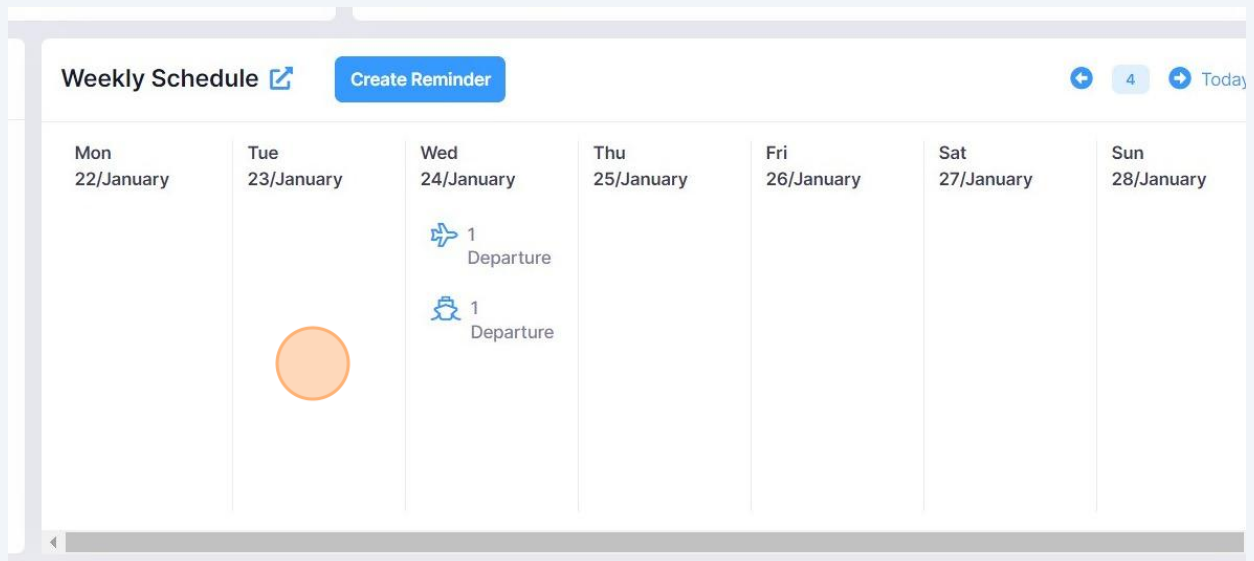 Weekly Schedule
Create Reminder
4
Today
Mon
22/January
Tue
23/January
Wed
24/January
Thu
25/January
Fri
26/January
Sat
27/January
Sun
28/January
1
Departure
1
Departure